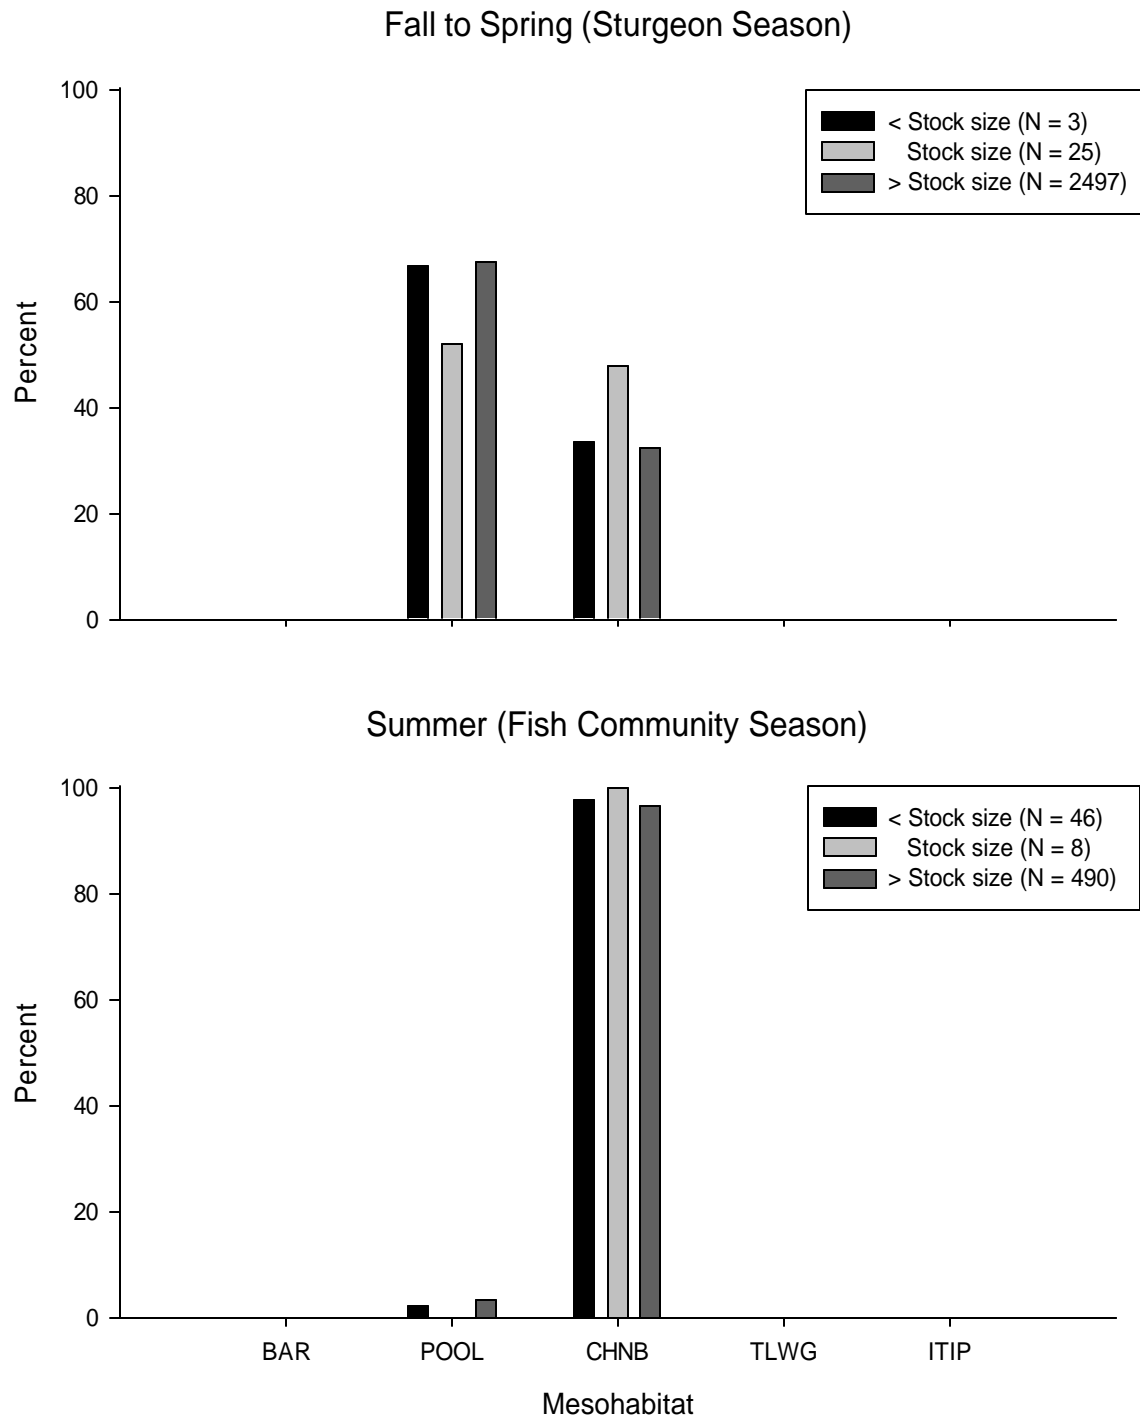 Fall to Spring (Sturgeon Season)
100
80
60
40
20
0
Percent
< Stock size (N = 3)
Stock size (N = 25)
> Stock size (N = 2497)
Summer (Fish Community Season)
100
80
60
40
20
0
Percent
< Stock size (N = 46)
Stock size (N = 8)
> Stock size (N = 490)
BAR POOL CHNB TLWG ITIP
Mesohabitat